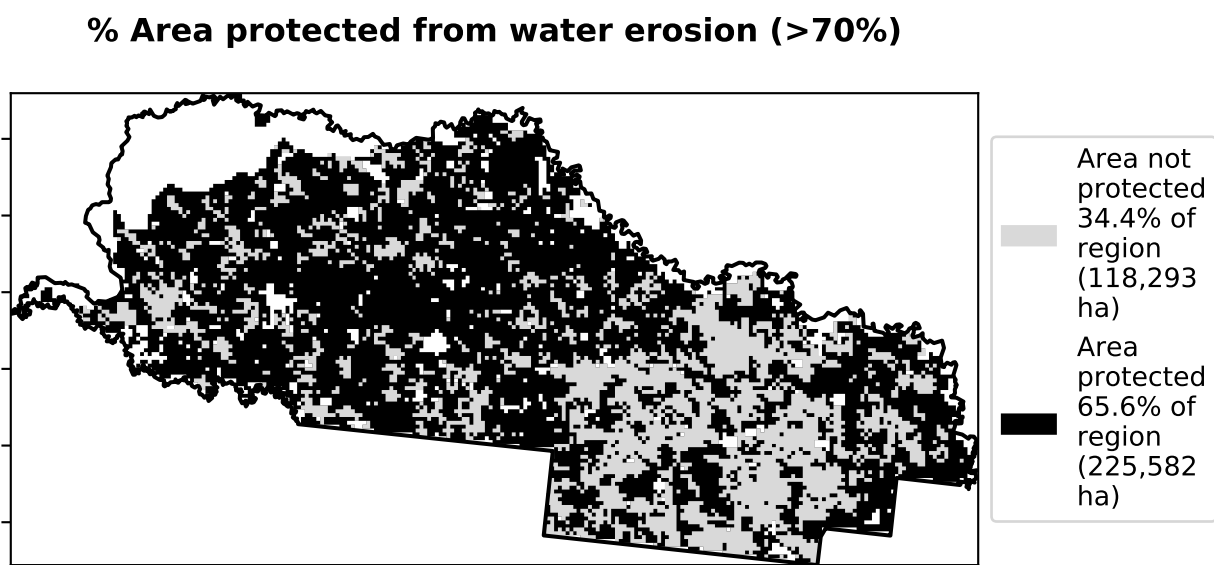 % Area protected from water erosion (>70%)
Area not
protected
34.4% of
region
(118,293
ha)
Area
protected
65.6% of
region
(225,582
ha)